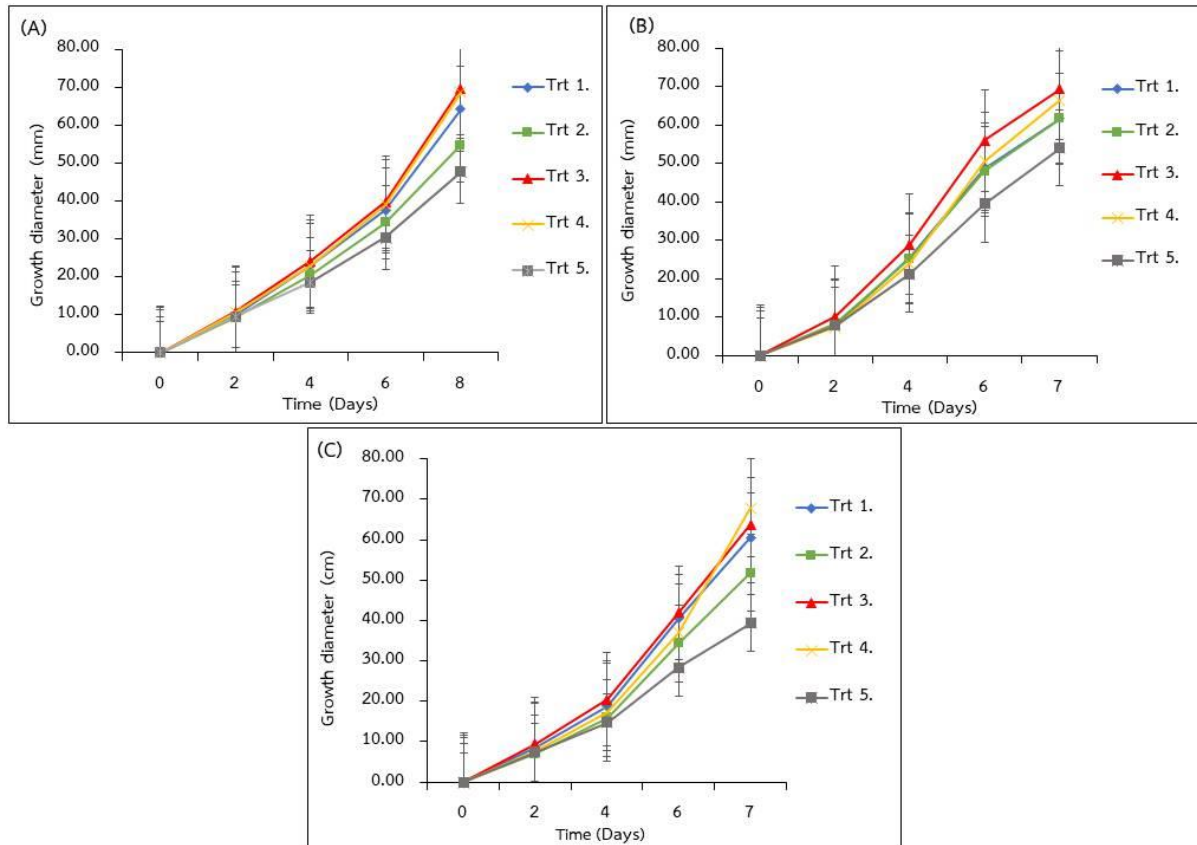 (A)
80.00
70.00
60.00
50.00
40.00
30.00
20.00
10.00
0.00
Growth diameter (mm)
0 2 4 6 8
Time (Days)
Trt 1.
Trt 2.
Trt 3.
Trt 4.
Trt 5.
(B)
80.00
70.00
60.00
50.00
40.00
30.00
20.00
10.00
0.00
Growth diameter (mm)
0 2 4 6 7
Time (Days)
Trt 1.
Trt 2.
Trt 3.
Trt 4.
Trt 5.
(C)
80.00
70.00
60.00
50.00
40.00
30.00
20.00
10.00
0.00
Growth diameter (cm)
0 2 4 6 7
Time (Days)
Trt 1.
Trt 2.
Trt 3.
Trt 4.
Trt 5.